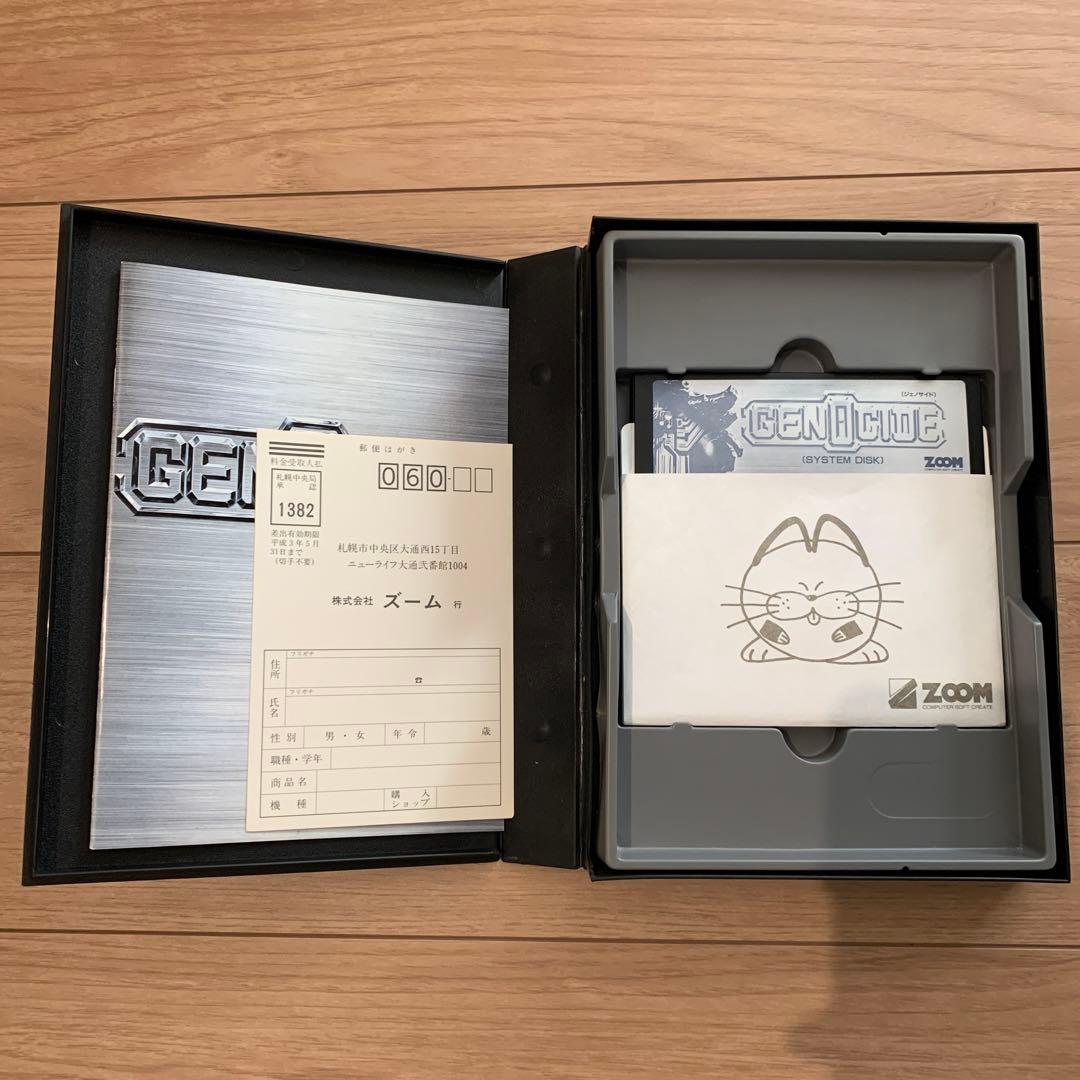 GEN
郵便はがき
料金受取人払
札幌中央局
承認
1382
差出有効期限
平成3年5月
31日まで
(切手不要)
060-
札幌市中央区大通西15丁目
ニューライフ大通弐番館1004
株式会社 ズーム 行
フリガナ
住所
☎
フリガナ
氏名
性別 男・女 年令 歳
職種・学年
商品名
機種 購入ショップ
(ジェノサイド)
GENOCIDE
(SYSTEM DISK)
ZOOM
COMPUTER SOFT CREATE
ZOOM
COMPUTER SOFT CREATE